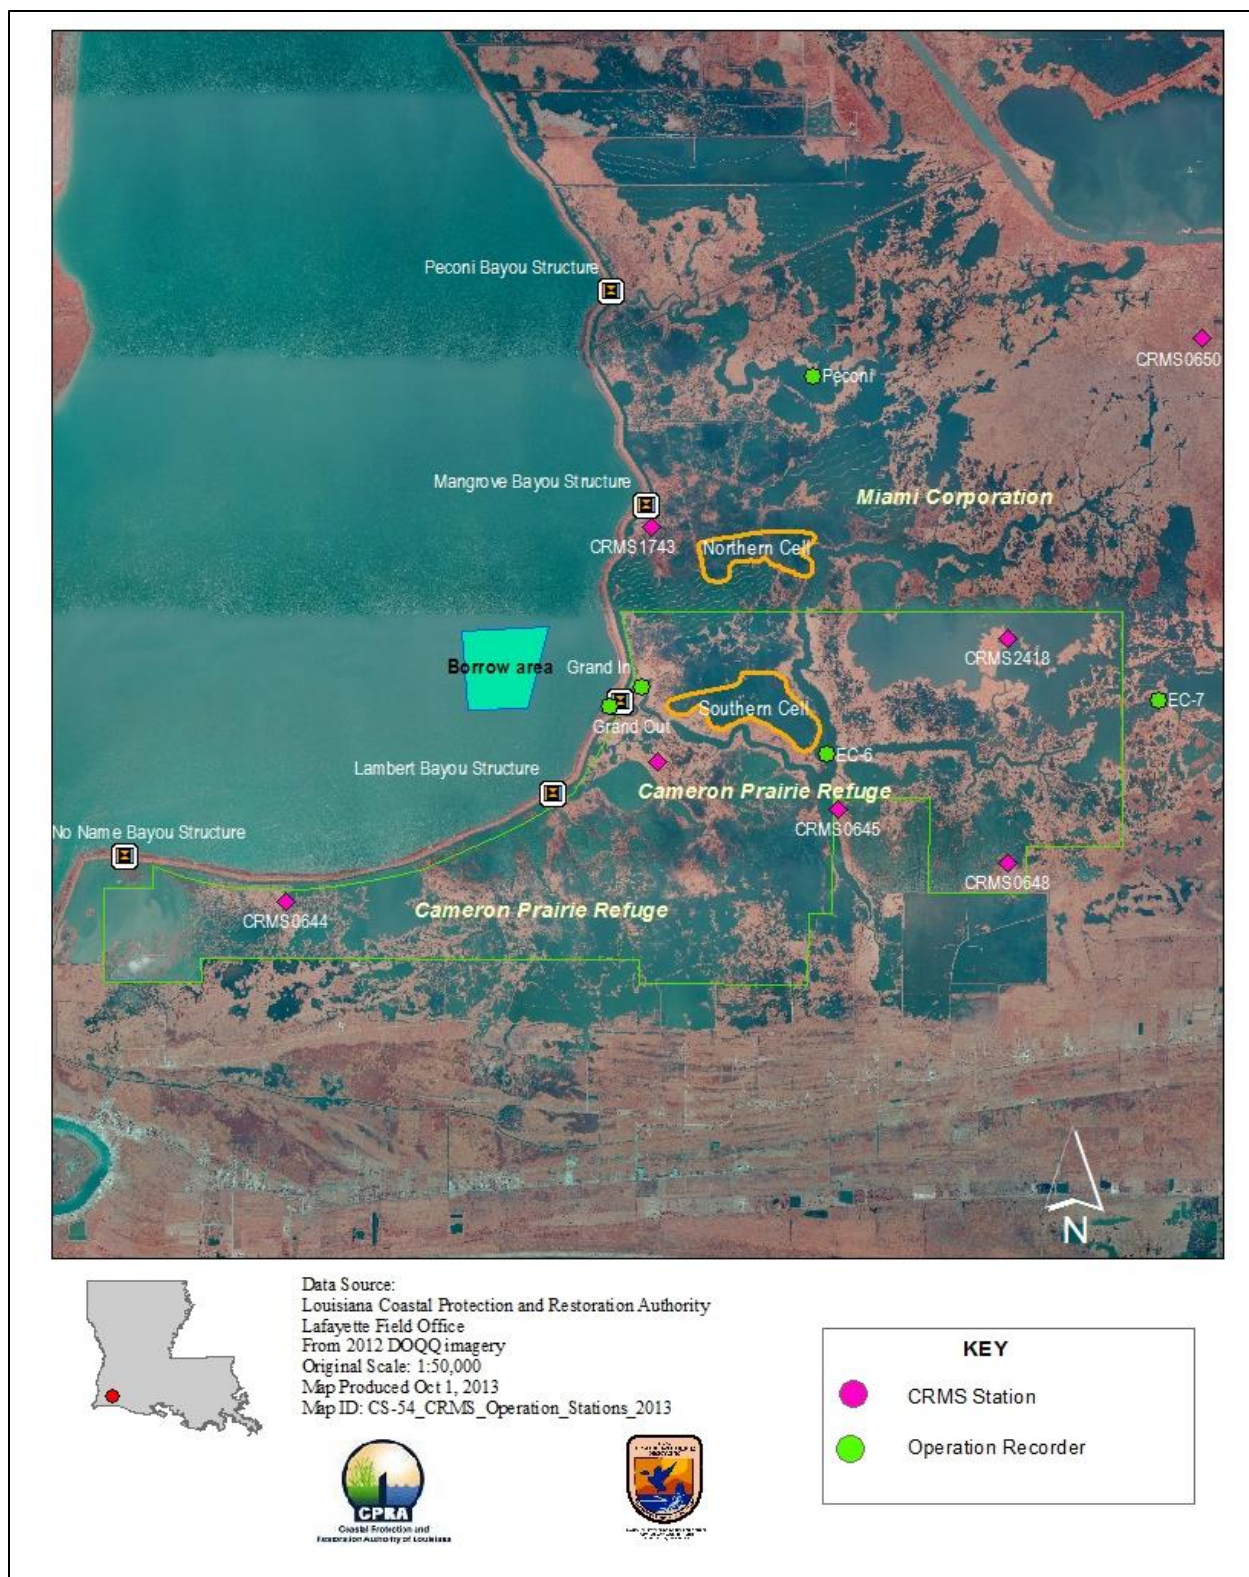 Peconi Bayou Structure
CRMS0650
Peconi
Mangrove Bayou Structure
Miami Corporation
CRMS1743
Northern Cell
CRMS2418
Borrow area
Grand In
EC-7
Southern Cell
Grand Out
EC-6
Lambert Bayou Structure
Cameron Prairie Refuge
CRMS0645
No Name Bayou Structure
CRMS0648
Cameron Prairie Refuge
CRMS0644
N
Data Source:
Louisiana Coastal Protection and Restoration Authority
Lafayette Field Office
From 2012 DOQQ imagery
Original Scale: 1:50,000
Map Produced Oct 1, 2013
Map ID: CS-54_CRMS_Operation_Stations_2013
KEY
CRMS Station
Operation Recorder
CPRA
Coastal Protection and
Restoration Authority of Louisiana